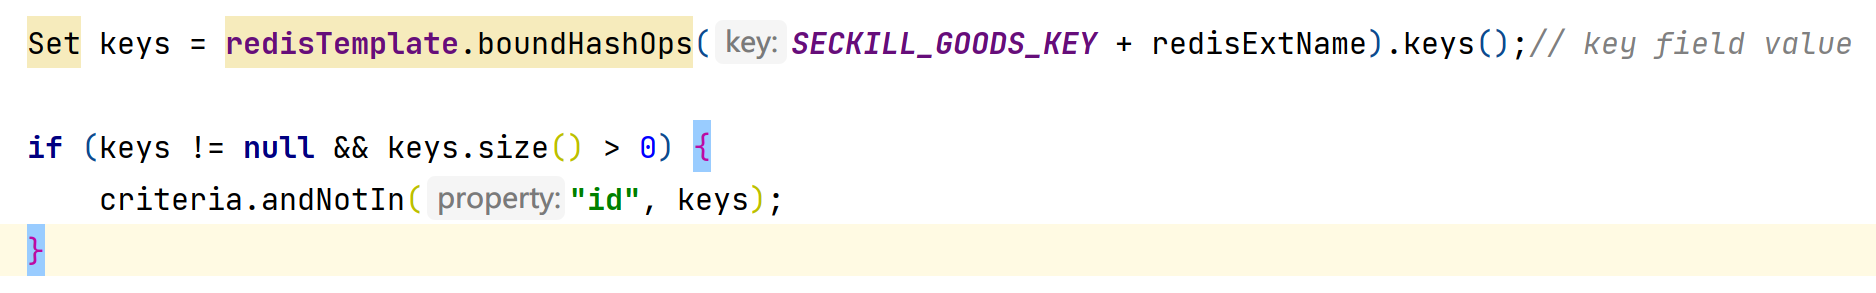 Set keys = redisTemplate.boundHashOps( key: SECKILL_GOODS_KEY + redisExtName).keys();// key field value
if (keys != null && keys.size() > 0) {
    criteria.andNotIn( property: "id", keys);
}